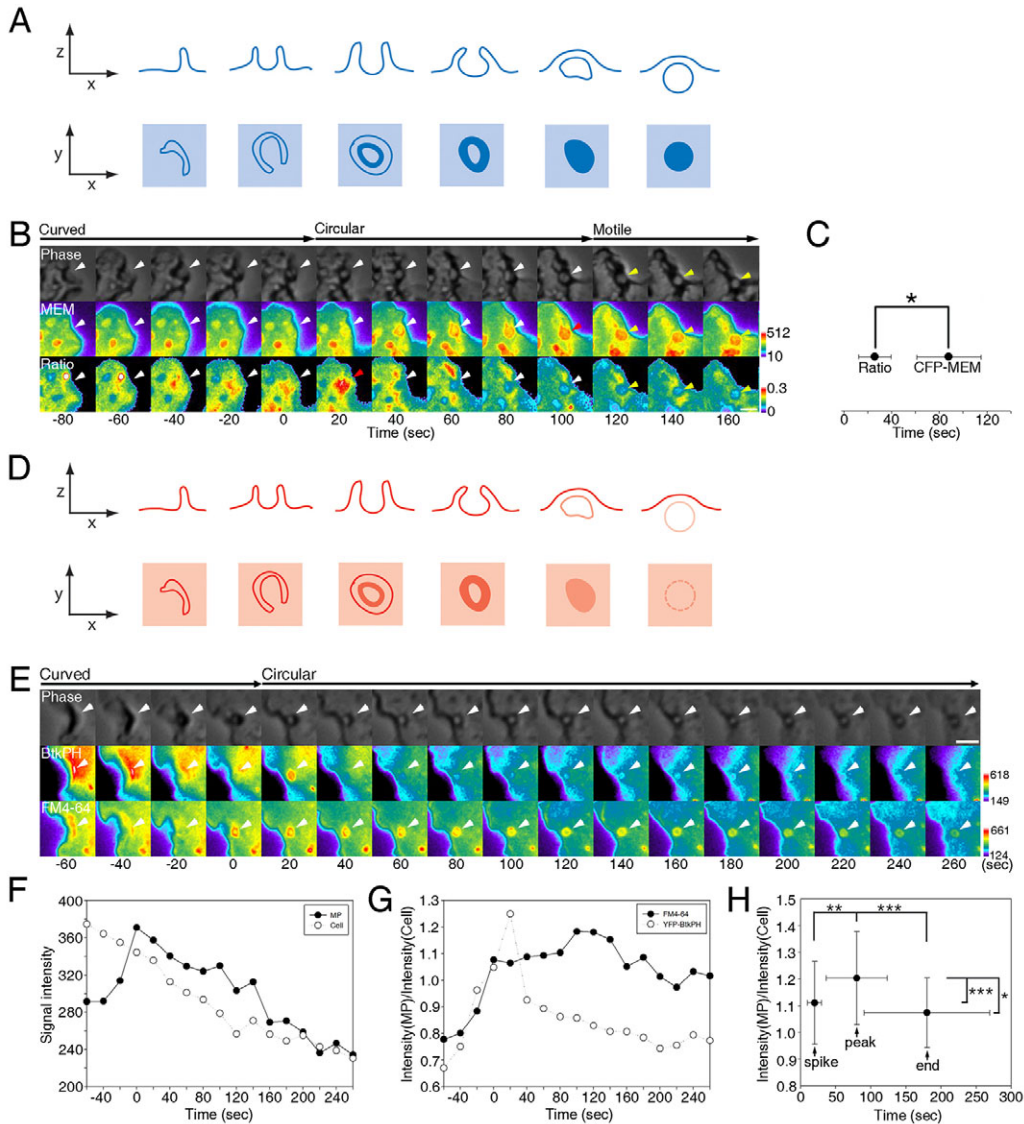 A
z
x
y
x
B
Curved Circular Motile
Phase
MEM
512
10
Ratio
0.3
0
-80 -60 -40 -20 0 20 40 60 80 100 120 140 160
Time (sec)
C
*
Ratio CFP-MEM
0 40 80 120
Time (sec)
D
z
x
y
x
E
Curved Circular
Phase
BtkPH
618
149
FM4-64
661
124
-60 -40 -20 0 20 40 60 80 100 120 140 160 180 200 220 240 260 (sec)
F
Signal intensity
400
360
320
280
240
200
MP
Cell
-40 0 40 80 120 160 200 240
Time (sec)
G
Intensity(MP)/Intensity(Cell)
1.3
1.2
1.1
1.0
0.9
0.8
0.7
0.6
FM4-64
YFP-BtkPH
-40 0 40 80 120 160 200 240
Time (sec)
H
Intensity(MP)/Intensity(Cell)
1.5
1.4
1.3
1.2
1.1
1.0
0.9
0.8
** ***
*** *
spike
peak
end
0 50 100 150 200 250 300
Time (sec)